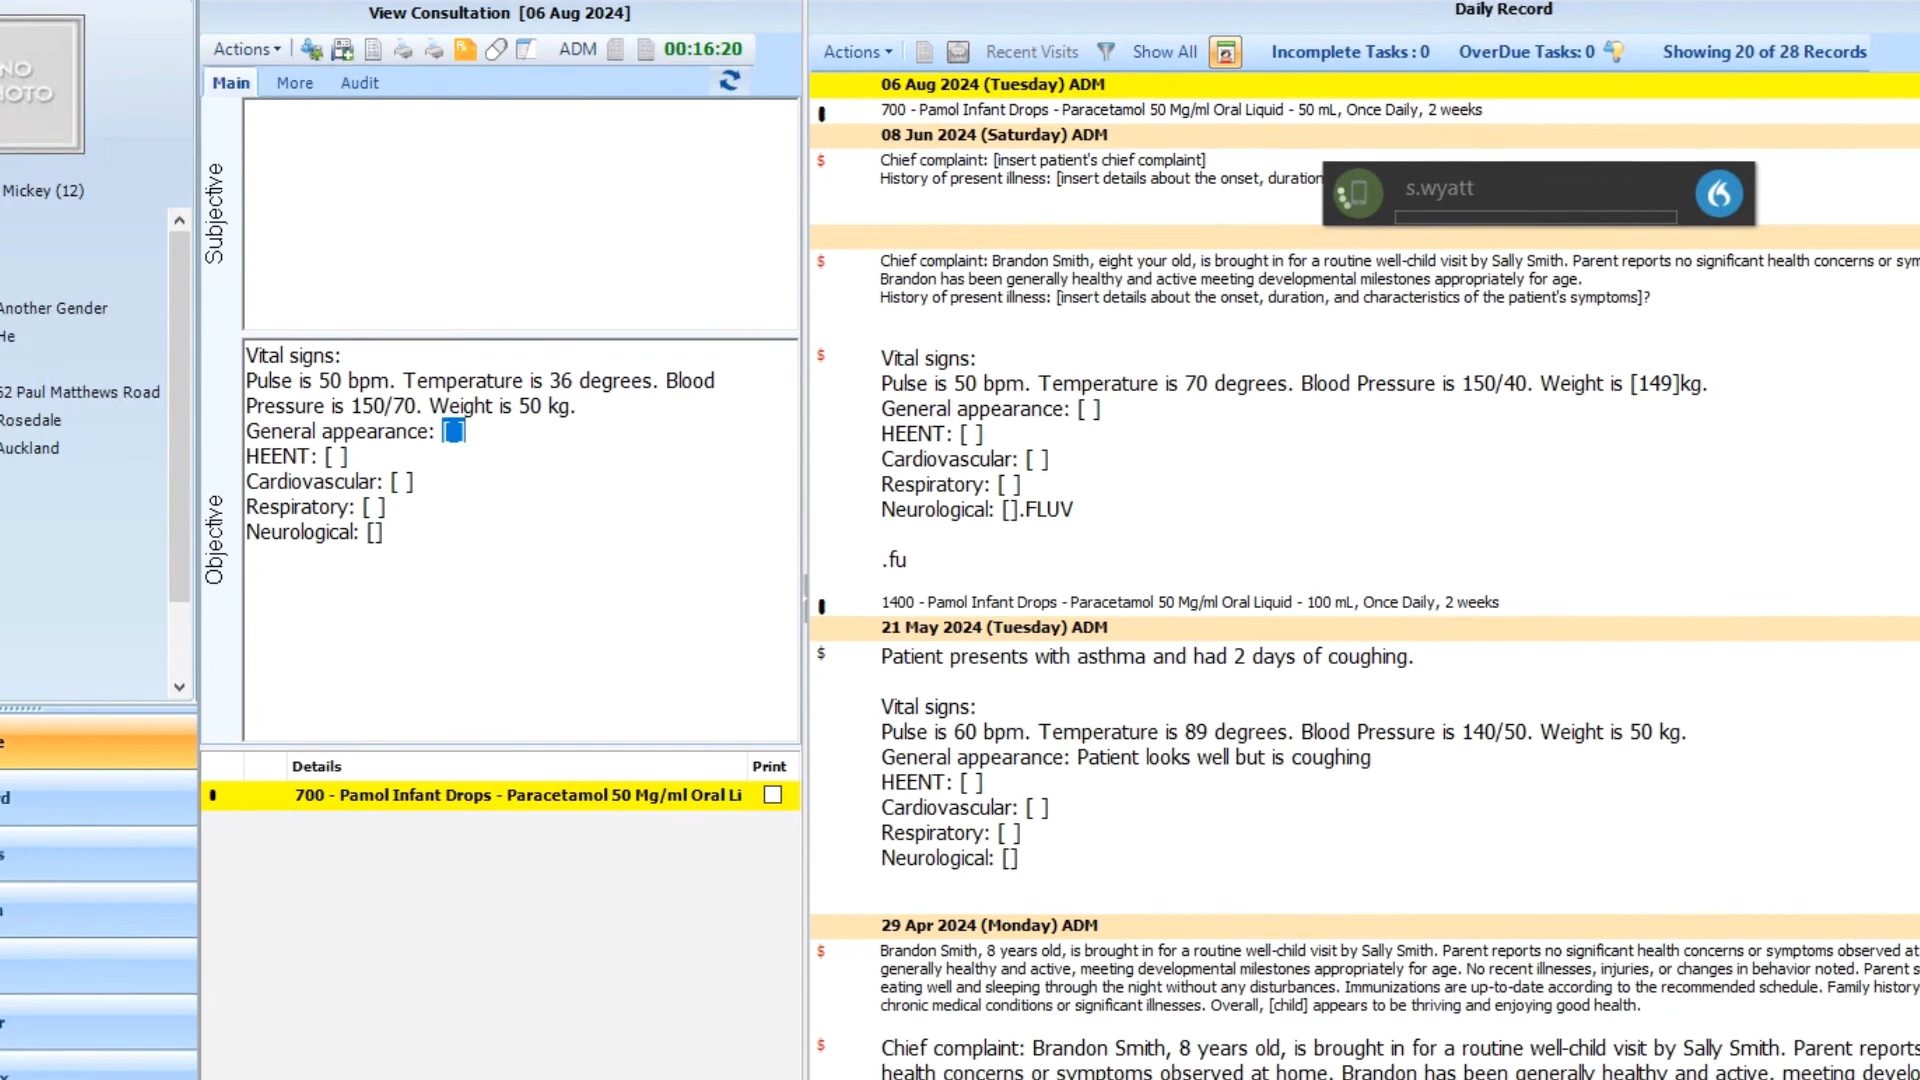 NO
PHOTO
Mickey (12)
Another Gender
He
62 Paul Matthews Road
Rosedale
Auckland
View Consultation [06 Aug 2024]
Actions
ADM
00:16:20
Main
More
Audit
Subjective
Objective
Vital signs:
Pulse is 50 bpm. Temperature is 36 degrees. Blood
Pressure is 150/70. Weight is 50 kg.
General appearance: [ ]
HEENT: [ ]
Cardiovascular: [ ]
Respiratory: [ ]
Neurological: []
Details
Print
700 - Pamol Infant Drops - Paracetamol 50 Mg/ml Oral Li
Daily Record
Actions
Recent Visits
Show All
Incomplete Tasks : 0
OverDue Tasks: 0
Showing 20 of 28 Records
06 Aug 2024 (Tuesday) ADM
700 - Pamol Infant Drops - Paracetamol 50 Mg/ml Oral Liquid - 50 mL, Once Daily, 2 weeks
08 Jun 2024 (Saturday) ADM
$
Chief complaint: [insert patient's chief complaint]
History of present illness: [insert details about the onset, duration
s.wyatt
$
Chief complaint: Brandon Smith, eight your old, is brought in for a routine well-child visit by Sally Smith. Parent reports no significant health concerns or sym
Brandon has been generally healthy and active meeting developmental milestones appropriately for age.
History of present illness: [insert details about the onset, duration, and characteristics of the patient's symptoms]?
$
Vital signs:
Pulse is 50 bpm. Temperature is 70 degrees. Blood Pressure is 150/40. Weight is [149]kg.
General appearance: [ ]
HEENT: [ ]
Cardiovascular: [ ]
Respiratory: [ ]
Neurological: [].FLUV
.fu
1400 - Pamol Infant Drops - Paracetamol 50 Mg/ml Oral Liquid - 100 mL, Once Daily, 2 weeks
21 May 2024 (Tuesday) ADM
$
Patient presents with asthma and had 2 days of coughing.
Vital signs:
Pulse is 60 bpm. Temperature is 89 degrees. Blood Pressure is 140/50. Weight is 50 kg.
General appearance: Patient looks well but is coughing
HEENT: [ ]
Cardiovascular: [ ]
Respiratory: [ ]
Neurological: []
29 Apr 2024 (Monday) ADM
$
Brandon Smith, 8 years old, is brought in for a routine well-child visit by Sally Smith. Parent reports no significant health concerns or symptoms observed at
generally healthy and active, meeting developmental milestones appropriately for age. No recent illnesses, injuries, or changes in behavior noted. Parent s
eating well and sleeping through the night without any disturbances. Immunizations are up-to-date according to the recommended schedule. Family history
chronic medical conditions or significant illnesses. Overall, [child] appears to be thriving and enjoying good health.
$
Chief complaint: Brandon Smith, 8 years old, is brought in for a routine well-child visit by Sally Smith. Parent reports
health concerns or symptoms observed at home. Brandon has been generally healthy and active, meeting develo